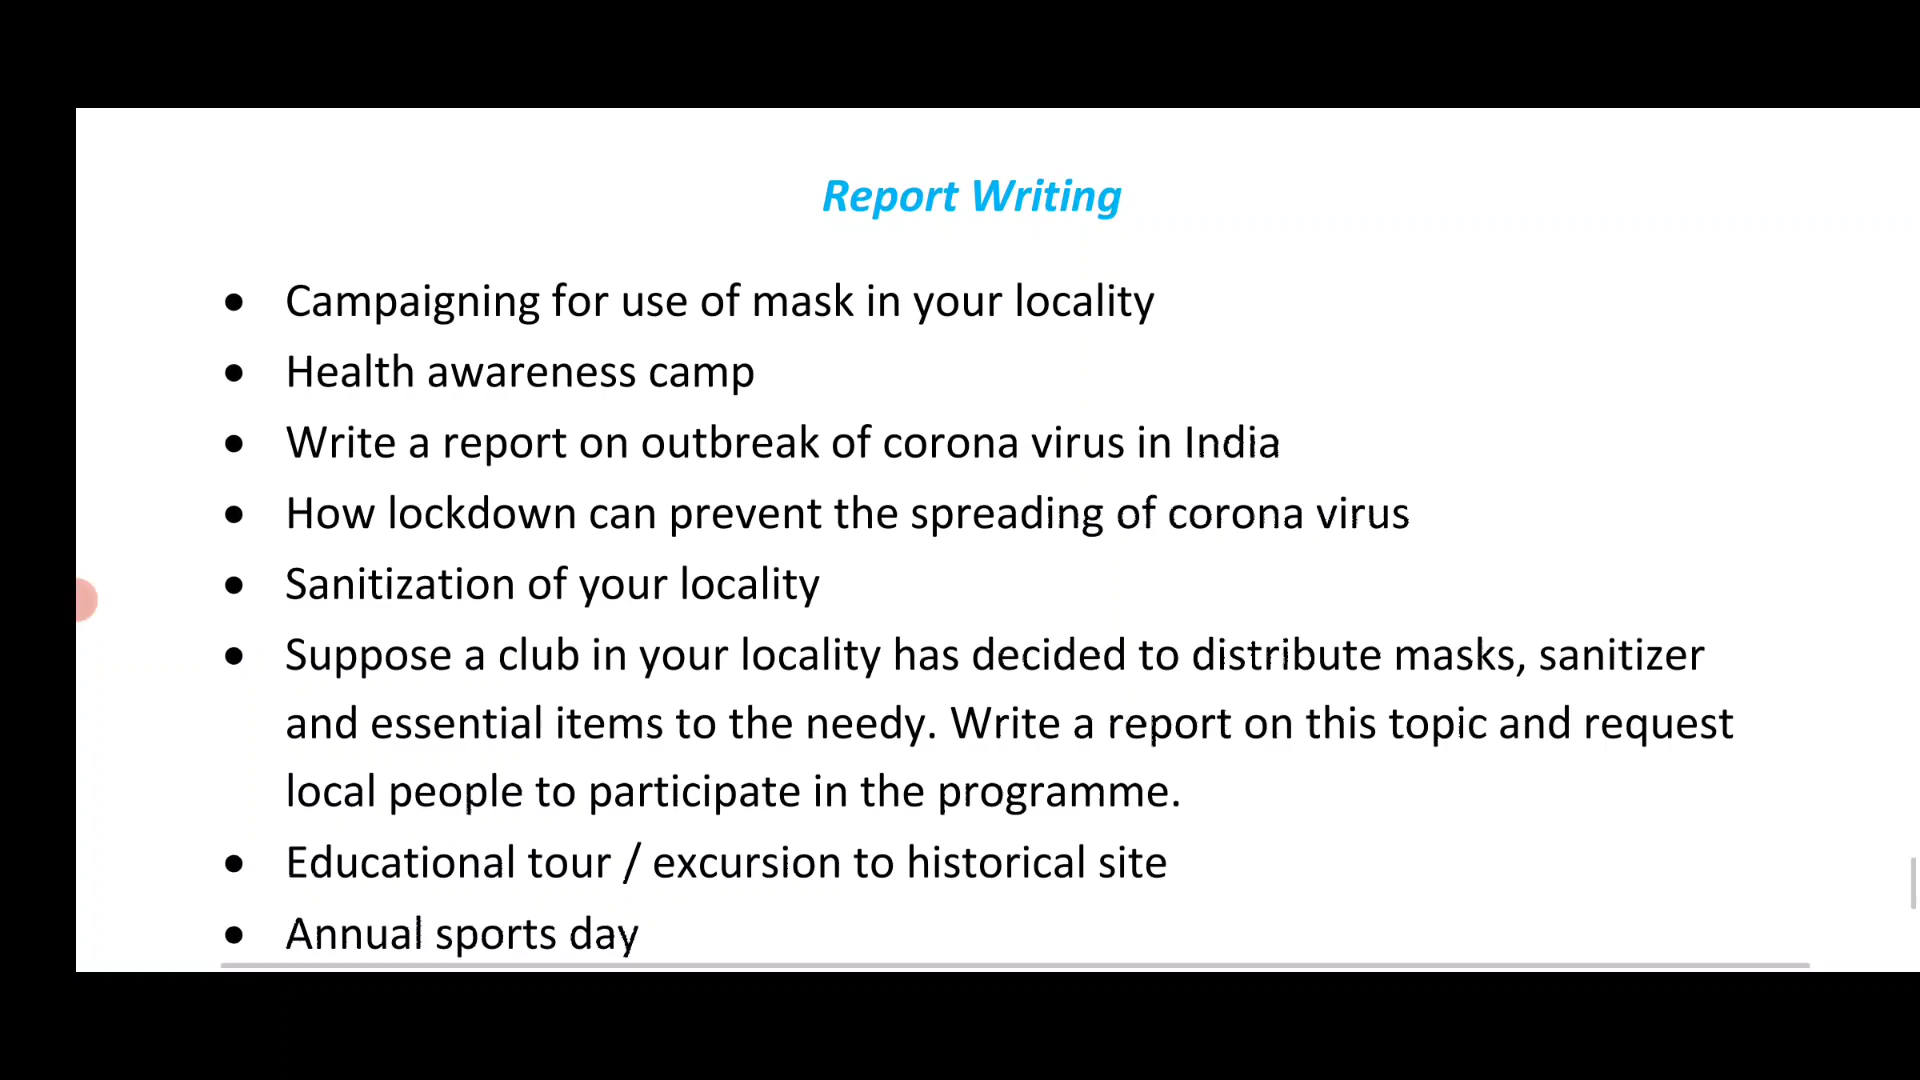 Report Writing
• Campaigning for use of mask in your locality
• Health awareness camp
• Write a report on outbreak of corona virus in India
• How lockdown can prevent the spreading of corona virus
• Sanitization of your locality
• Suppose a club in your locality has decided to distribute masks, sanitizer
and essential items to the needy. Write a report on this topic and request
local people to participate in the programme.
• Educational tour / excursion to historical site
• Annual sports day